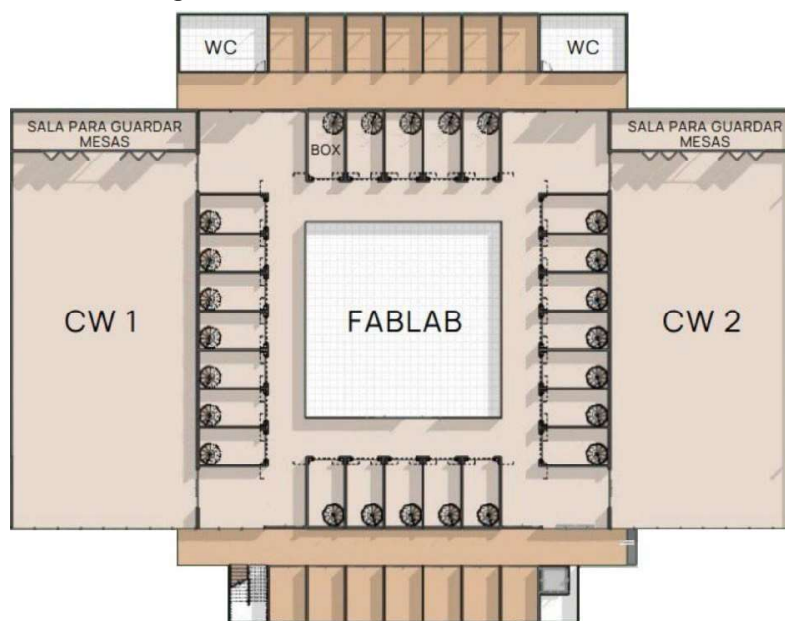 WC
WC
SALA PARA GUARDAR
MESAS
SALA PARA GUARDAR
MESAS
BOX
CW 1
FABLAB
CW 2